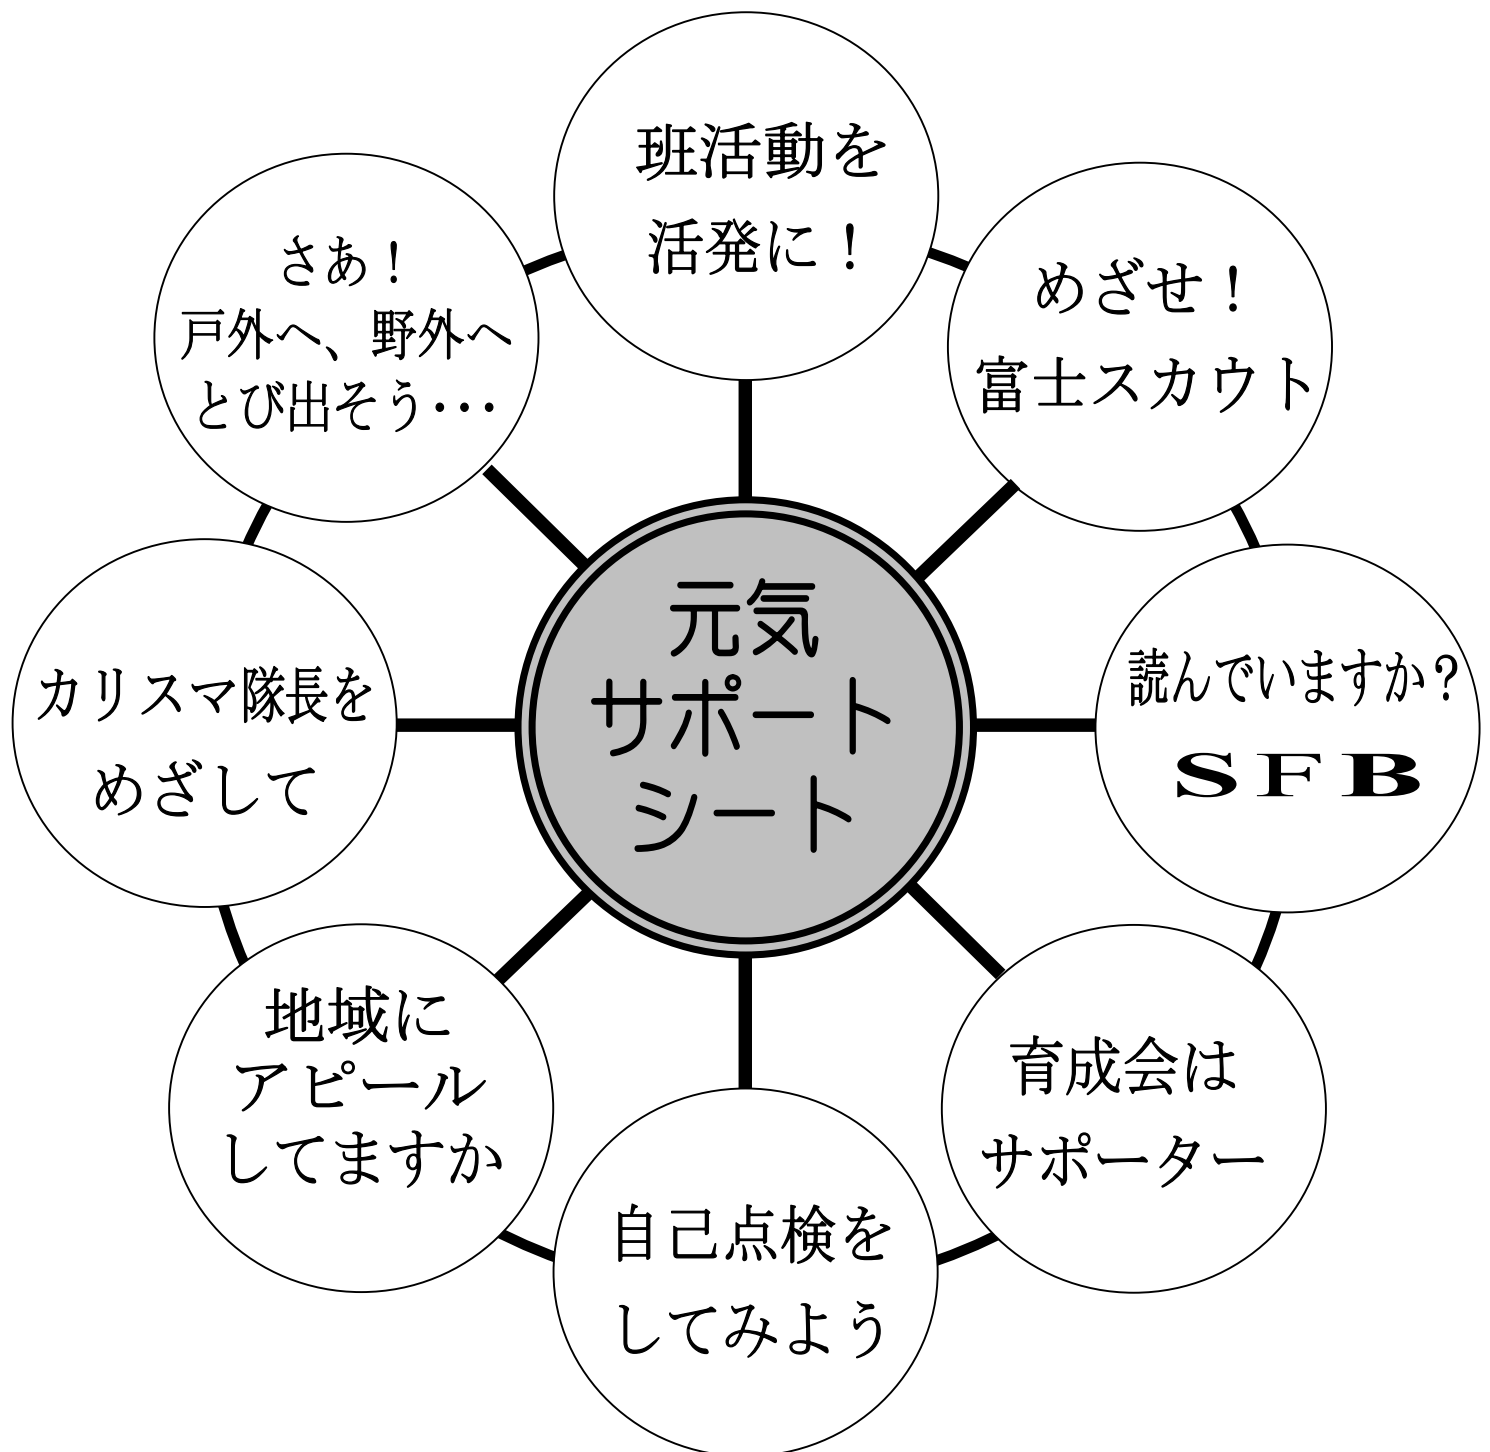 班活動を
活発に！
めざせ！
富士スカウト
読んでいますか？
ＳＦＢ
育成会は
サポーター
自己点検を
してみよう
地域に
アピール
してますか
カリスマ隊長を
めざして
さあ！
戸外へ、野外へ
とび出そう・・・
元気
サポート
シート